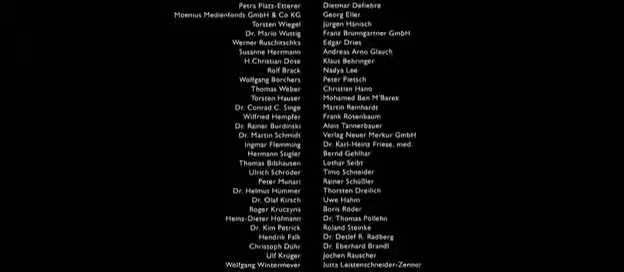 Petra Platz-Etterer Dietmar Defiebre
Moenius Medienfonds GmbH & Co KG Georg Eller
Torsten Wiegel Jürgen Hänisch
Dr. Mario Wustig Franz Brunngartner GmbH
Werner Ruschitschka Edgar Dries
Susanne Herrmann Andreas Arno Glauch
H.Christian Dose Klaus Behringer
Rolf Brack Nadya Lee
Wolfgang Borchers Peter Pietsch
Thomas Weber Christian Hano
Torsten Hauser Mohamed Ben M'Barek
Dr. Conrad C. Singe Martin Reinhardt
Wilfried Hempfer Frank Rosenbaum
Dr. Rainer Burdinski Alois Tannerbauer
Dr. Martin Schmidt Verlag Neuer Merkur GmbH
Ingmar Flemming Dr. Karl-Heinz Friese, med.
Hermann Stigler Bernd Gehlhar
Thomas Bibhausen Lothar Seibt
Ulrich Schröder Timo Schneider
Peter Munari Rainer Schüßler
Dr. Helmut Hümmer Thorsten Dreilich
Dr. Olaf Kirsch Uwe Hahm
Roger Kruczyns Boris Röder
Heinz-Dieter Hofmann Dr. Thomas Pollehn
Dr. Kim Petrick Roland Steinke
Hendrik Falk Dr. Detlef R. Radberg
Christoph Dühr Dr. Eberhard Brandl
Ulf Krüger Jochen Rauscher
Wolfgang Wintermeyer Jutta Leistenschneider-Zenner